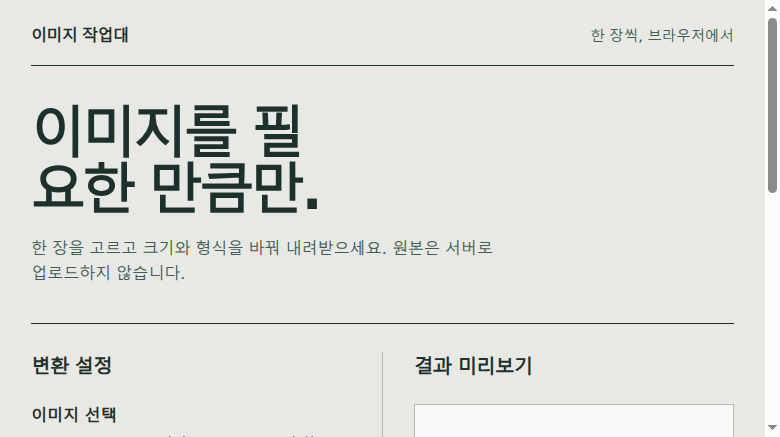 이미지 작업대
한 장씩, 브라우저에서
이미지를 필
요한 만큼만.
한 장을 고르고 크기와 형식을 바꿔 내려받으세요. 원본은 서버로
업로드하지 않습니다.
변환 설정
결과 미리보기
이미지 선택